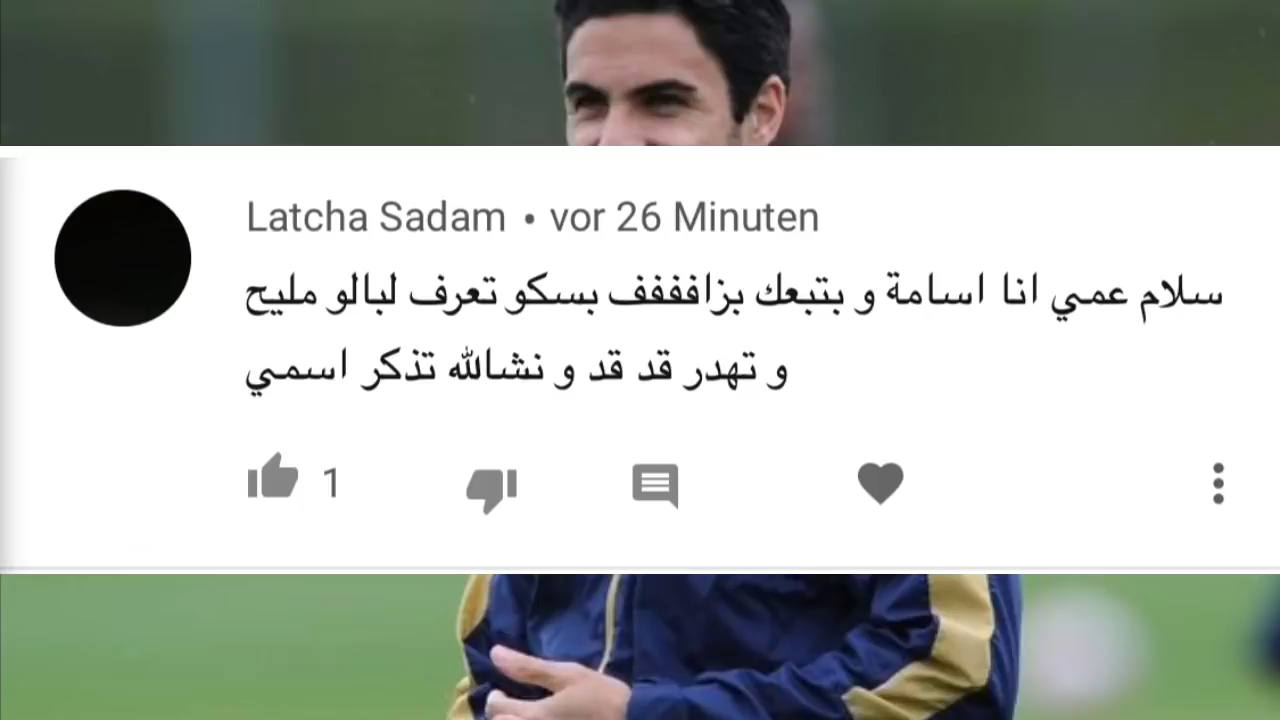 Latcha Sadam • vor 26 Minuten
سلام عمي انا اسامة و بتبعك بزافففف بسكو تعرف لبالو مليح
و تهدر قد قد و نشالله تذكر اسمي
1